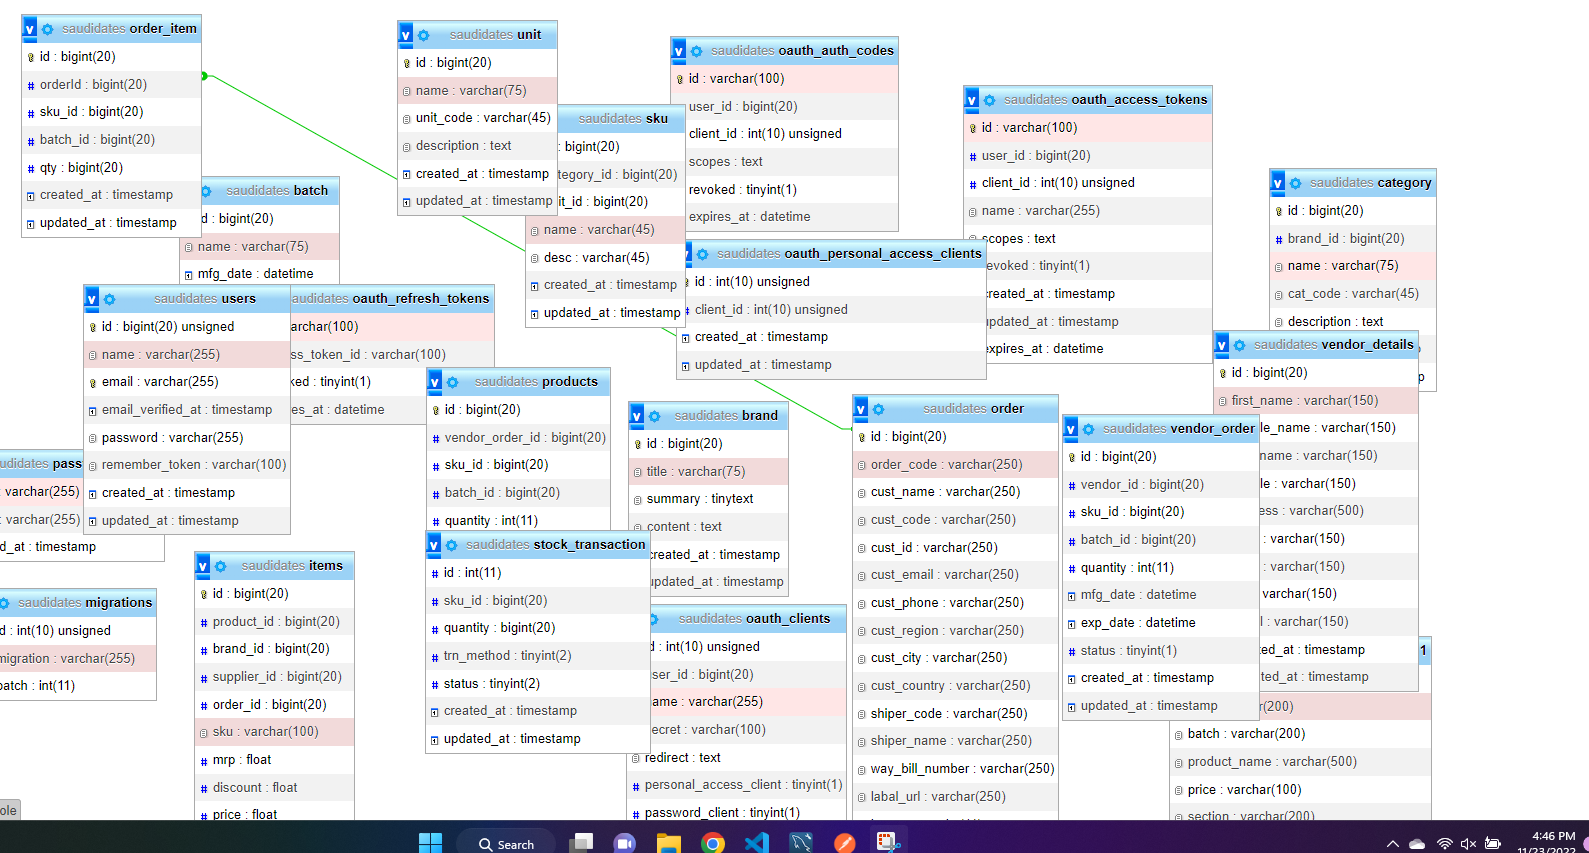 saudidates order_item
id : bigint(20)
orderId : bigint(20)
sku_id : bigint(20)
batch_id : bigint(20)
qty : bigint(20)
created_at : timestamp
updated_at : timestamp
saudidates batch
: bigint(20)
name : varchar(75)
mfg_date : datetime
saudidates unit
id : bigint(20)
name : varchar(75)
unit_code : varchar(45)
description : text
created_at : timestamp
updated_at : timestamp
saudidates sku
: bigint(20)
tegory_id : bigint(20)
it_id : bigint(20)
name : varchar(45)
desc : varchar(45)
created_at : timestamp
updated_at : timestamp
saudidates oauth_auth_codes
id : varchar(100)
user_id : bigint(20)
client_id : int(10) unsigned
scopes : text
revoked : tinyint(1)
expires_at : datetime
saudidates oauth_access_tokens
id : varchar(100)
user_id : bigint(20)
client_id : int(10) unsigned
name : varchar(255)
scopes : text
revoked : tinyint(1)
created_at : timestamp
updated_at : timestamp
expires_at : datetime
saudidates oauth_personal_access_clients
id : int(10) unsigned
client_id : int(10) unsigned
created_at : timestamp
updated_at : timestamp
saudidates category
id : bigint(20)
brand_id : bigint(20)
name : varchar(75)
cat_code : varchar(45)
description : text
p
saudidates users
id : bigint(20) unsigned
name : varchar(255)
email : varchar(255)
email_verified_at : timestamp
password : varchar(255)
remember_token : varchar(100)
created_at : timestamp
updated_at : timestamp
saudidates oauth_refresh_tokens
archar(100)
ss_token_id : varchar(100)
ked : tinyint(1)
es_at : datetime
udidates pass
varchar(255)
: varchar(255)
d_at : timestamp
saudidates products
id : bigint(20)
vendor_order_id : bigint(20)
sku_id : bigint(20)
batch_id : bigint(20)
quantity : int(11)
saudidates brand
id : bigint(20)
title : varchar(75)
summary : tinytext
content : text
created_at : timestamp
updated_at : timestamp
saudidates order
id : bigint(20)
order_code : varchar(250)
cust_name : varchar(250)
cust_code : varchar(250)
cust_id : varchar(250)
cust_email : varchar(250)
cust_phone : varchar(250)
cust_region : varchar(250)
cust_city : varchar(250)
cust_country : varchar(250)
shiper_code : varchar(250)
shiper_name : varchar(250)
way_bill_number : varchar(250)
labal_url : varchar(250)
saudidates vendor_details
id : bigint(20)
first_name : varchar(150)
le_name : varchar(150)
name : varchar(150)
le : varchar(150)
ess : varchar(500)
: varchar(150)
: varchar(150)
varchar(150)
l : varchar(150)
ted_at : timestamp
ted_at : timestamp
saudidates vendor_order
id : bigint(20)
vendor_id : bigint(20)
sku_id : bigint(20)
batch_id : bigint(20)
quantity : int(11)
mfg_date : datetime
exp_date : datetime
status : tinyint(1)
created_at : timestamp
updated_at : timestamp
1
r(200)
batch : varchar(200)
product_name : varchar(500)
price : varchar(100)
section : varchar(200)
saudidates stock_transaction
id : int(11)
sku_id : bigint(20)
quantity : bigint(20)
trn_method : tinyint(2)
status : tinyint(2)
created_at : timestamp
updated_at : timestamp
saudidates items
id : bigint(20)
product_id : bigint(20)
brand_id : bigint(20)
supplier_id : bigint(20)
order_id : bigint(20)
sku : varchar(100)
mrp : float
discount : float
price : float
saudidates migrations
d : int(10) unsigned
migration : varchar(255)
batch : int(11)
saudidates oauth_clients
: int(10) unsigned
ser_id : bigint(20)
ame : varchar(255)
ecret : varchar(100)
redirect : text
personal_access_client : tinyint(1)
password_client : tinyint(1)
ole
Search
4:46 PM
11/23/2022